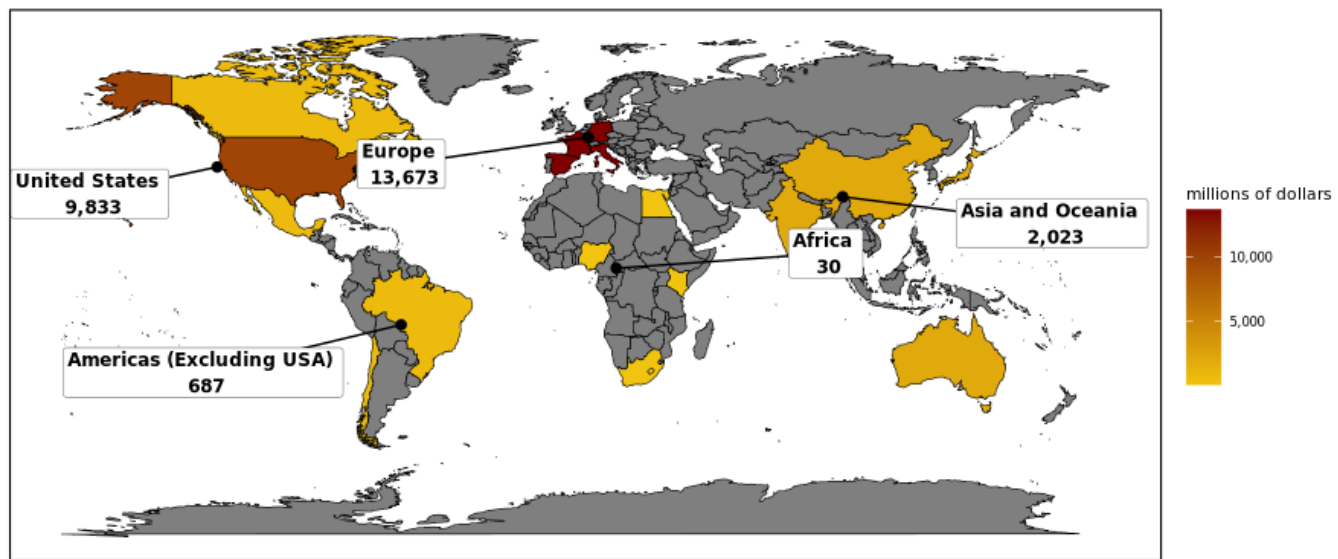 Europe
13,673
United States
9,833
Asia and Oceania
2,023
Africa
30
Americas (Excluding USA)
687
millions of dollars
10,000
5,000